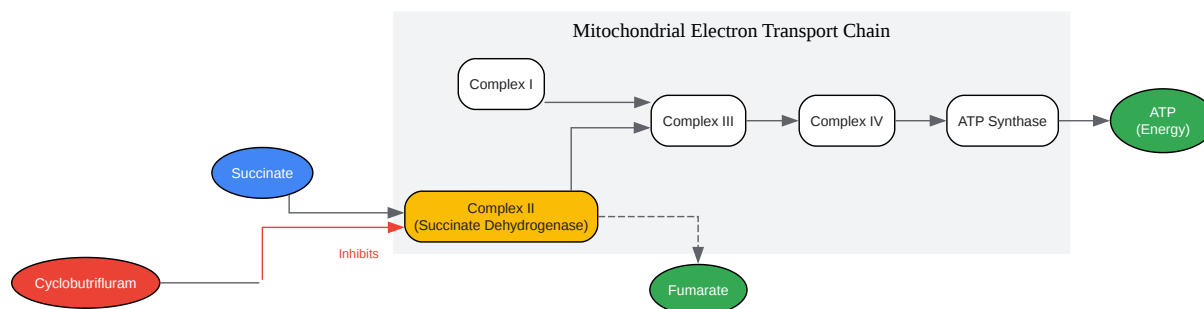 Mitochondrial Electron Transport Chain
Complex I
Complex III
Complex IV
ATP Synthase
ATP
(Energy)
Succinate
Complex II
(Succinate Dehydrogenase)
Inhibits
Cyclobutrifluram
Fumarate